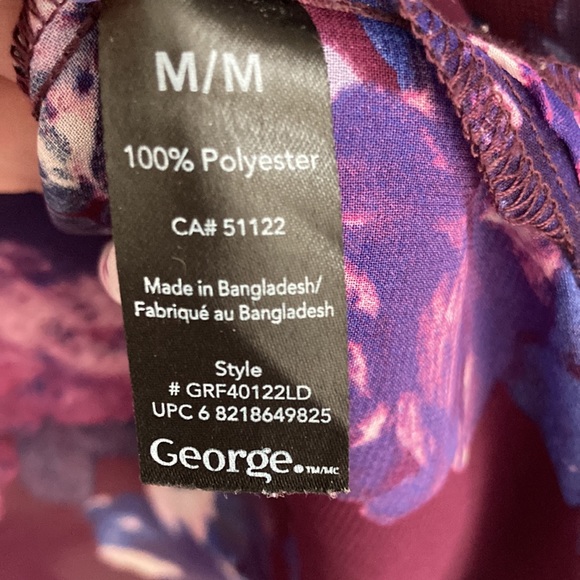 M/M
100% Polyester
CA# 51122
Made in Bangladesh/
Fabriqué au Bangladesh
Style
# GRF40122LD
UPC 6 8218649825
George®TM/MC